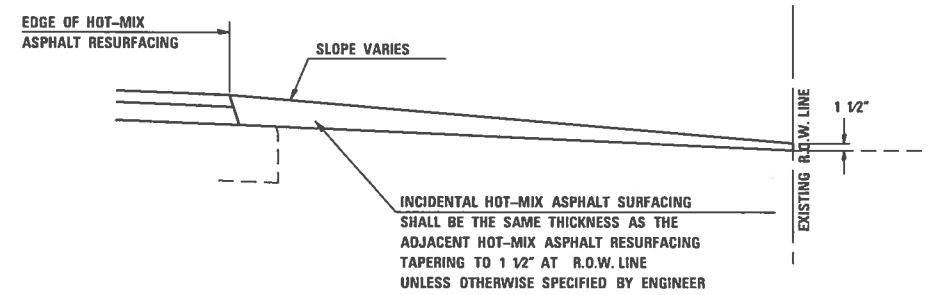 EDGE OF HOT-MIX
ASPHALT RESURFACING
SLOPE VARIES
1 1/2"
EXISTING R.O.W. LINE
INCIDENTAL HOT-MIX ASPHALT SURFACING
SHALL BE THE SAME THICKNESS AS THE
ADJACENT HOT-MIX ASPHALT RESURFACING
TAPERING TO 1 1/2" AT R.O.W. LINE
UNLESS OTHERWISE SPECIFIED BY ENGINEER